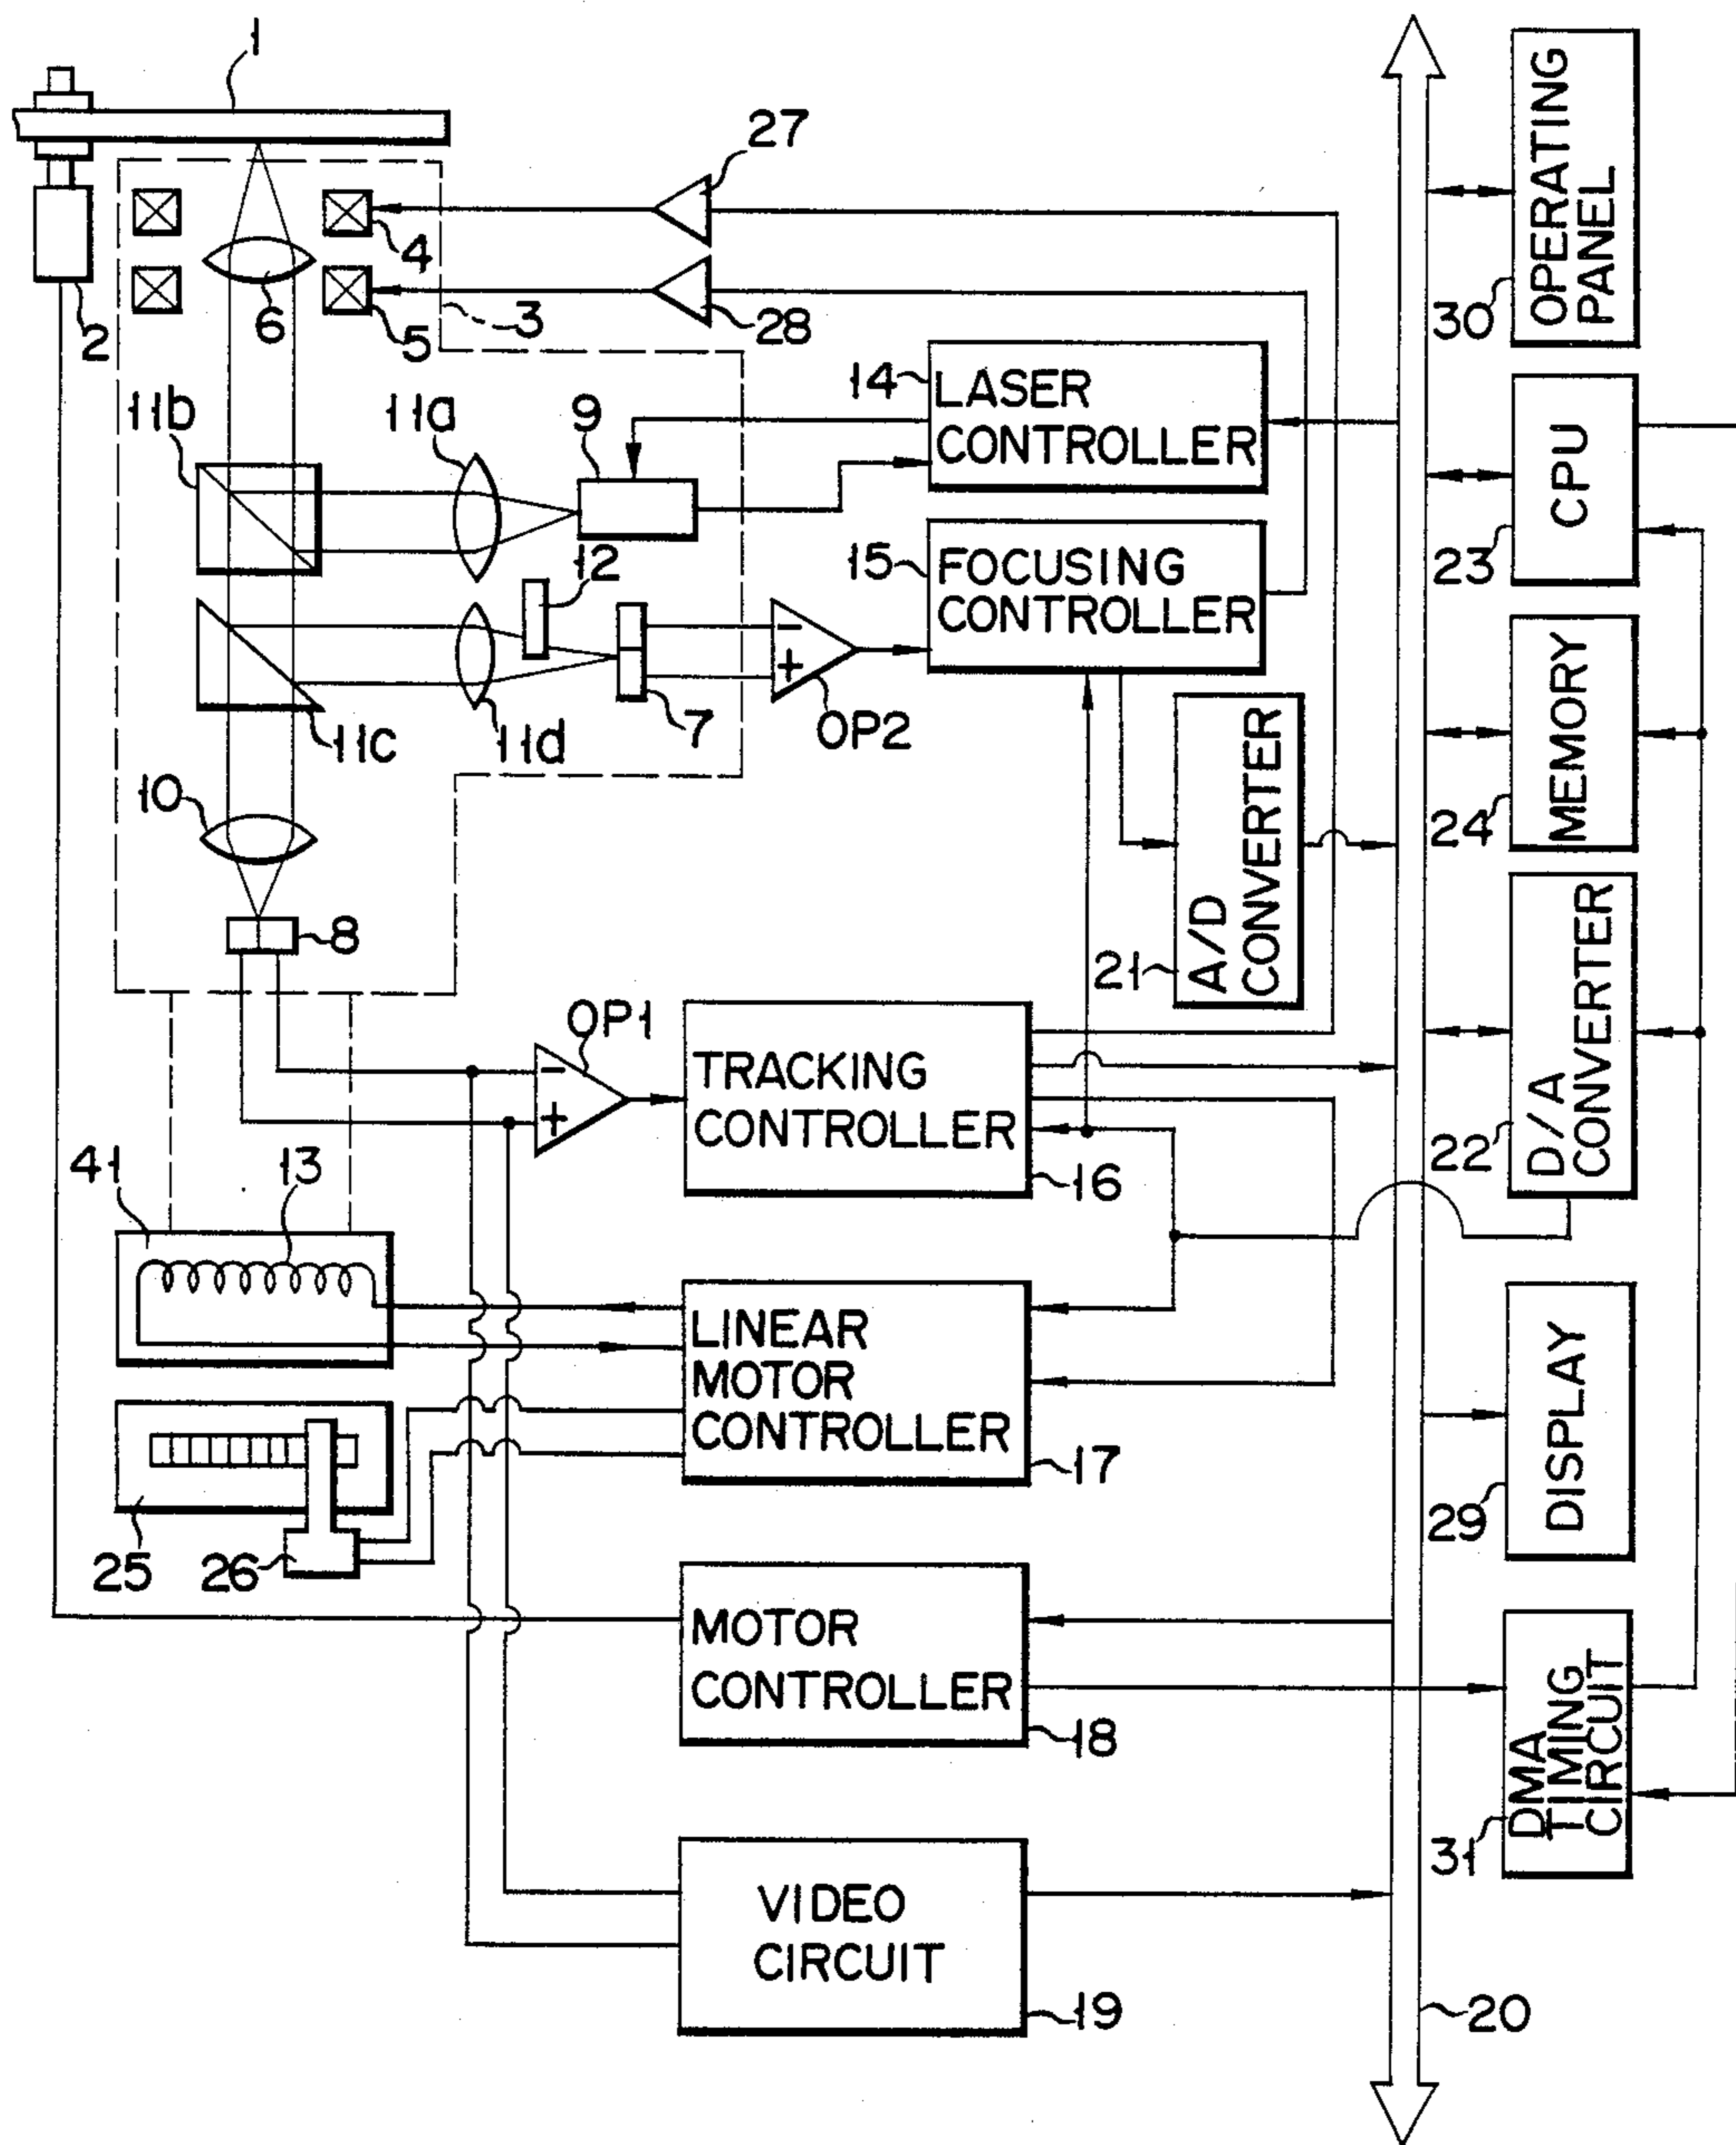 1
27
4
6
5
3
28
2
OPERATING
PANEL
30
14
LASER
CONTROLLER
11b
11a
9
CPU
23
12
15
FOCUSING
CONTROLLER
-
+
OP2
7
11c
11d
MEMORY
24
10
A/D
CONVERTER
21
8
D/A
CONVERTER
22
OP1
-
+
TRACKING
CONTROLLER
16
41
13
LINEAR
MOTOR
CONTROLLER
17
DISPLAY
29
25
26
MOTOR
CONTROLLER
18
DMA
TIMING
CIRCUIT
31
VIDEO
CIRCUIT
19
20